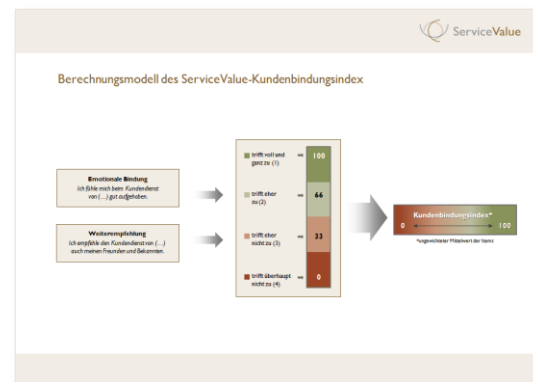 ServiceValue
Berechnungsmodell des ServiceValue-Kundenbindungsindex
Emotionale Bindung
Ich fühle mich beim Kundendienst
von (…) gut aufgehoben.
Weiterempfehlung
Ich empfehle den Kundendienst von (…)
auch meinen Freunden und Bekannten.
trifft voll und
ganz zu (1) = 100
trifft eher
zu (2) = 66
trifft eher
nicht zu (3) = 33
trifft überhaupt
nicht zu (4) = 0
Kundenbindungsindex*
0 100
*ungewichteter Mittelwert der Items